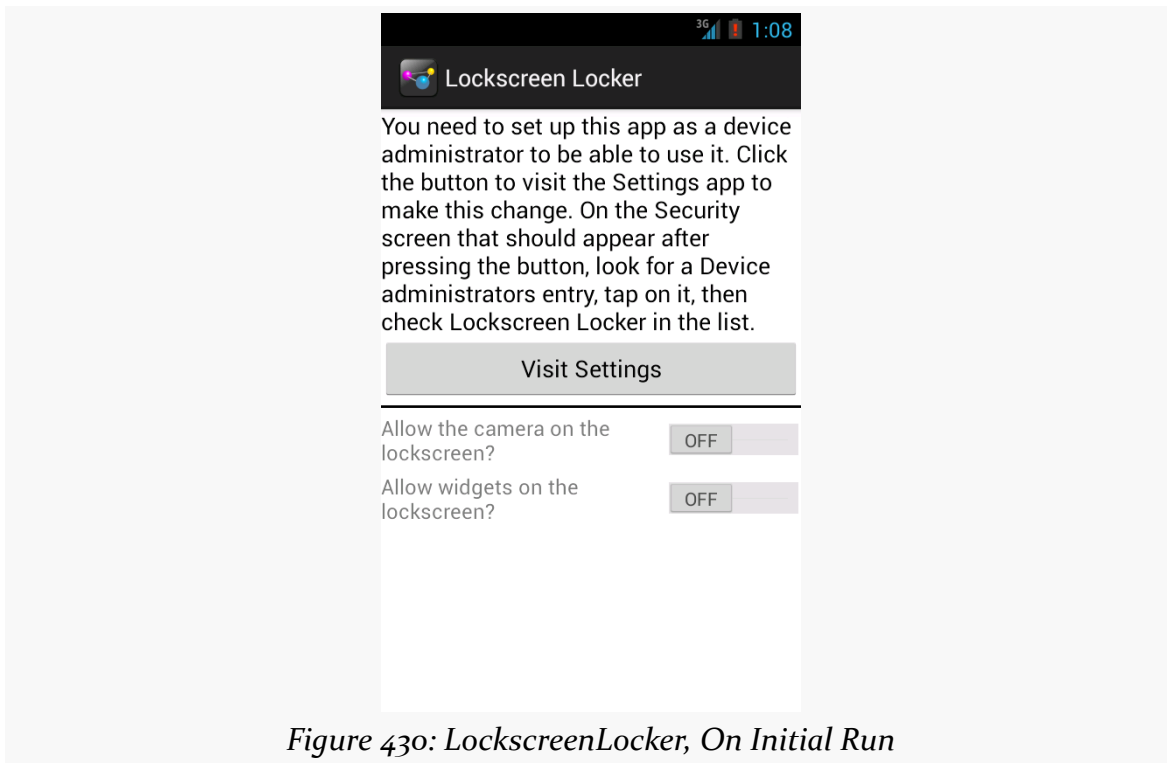 3G 1:08
Lockscreen Locker
You need to set up this app as a device
administrator to be able to use it. Click
the button to visit the Settings app to
make this change. On the Security
screen that should appear after
pressing the button, look for a Device
administrators entry, tap on it, then
check Lockscreen Locker in the list.
Visit Settings
Allow the camera on the
lockscreen?
OFF
Allow widgets on the
lockscreen?
OFF
Figure 430: LockscreenLocker, On Initial Run